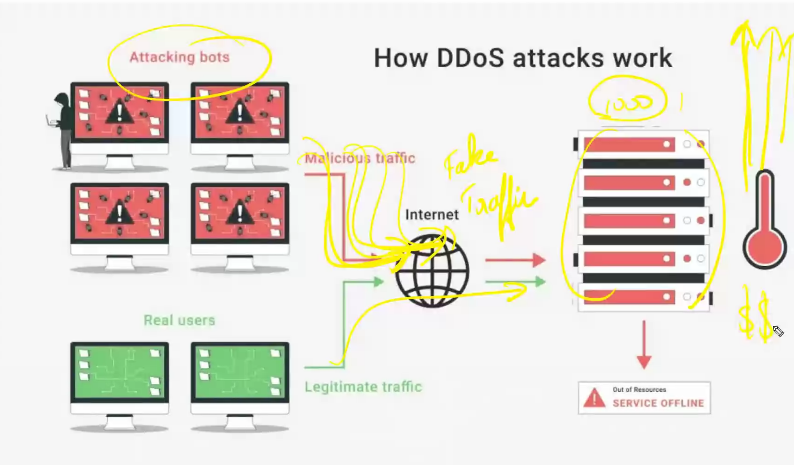 How DDoS attacks work
Attacking bots
1000
Malicious traffic
Fake
Traffic
Internet
Real users
Legitimate traffic
Out of Resources
SERVICE OFFLINE
$$